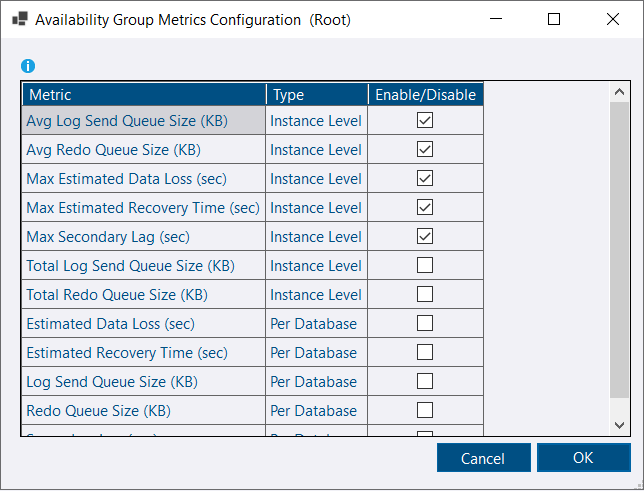 Availability Group Metrics Configuration (Root)
Metric Type Enable/Disable
Avg Log Send Queue Size (KB) Instance Level
Avg Redo Queue Size (KB) Instance Level
Max Estimated Data Loss (sec) Instance Level
Max Estimated Recovery Time (sec) Instance Level
Max Secondary Lag (sec) Instance Level
Total Log Send Queue Size (KB) Instance Level
Total Redo Queue Size (KB) Instance Level
Estimated Data Loss (sec) Per Database
Estimated Recovery Time (sec) Per Database
Log Send Queue Size (KB) Per Database
Redo Queue Size (KB) Per Database
Per Database
Cancel OK